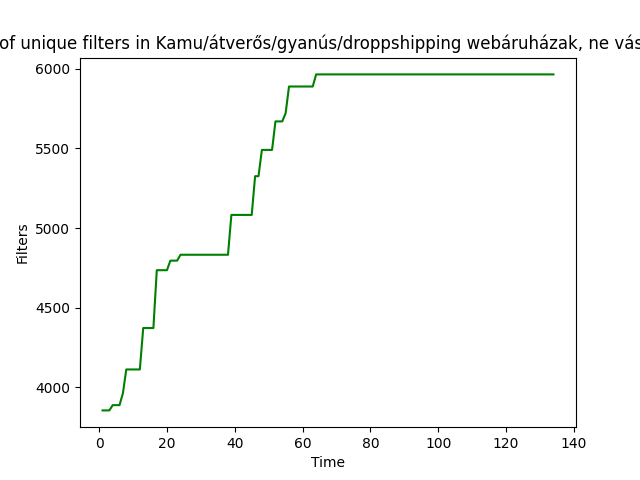 of unique filters in Kamu/átverős/gyanús/droppshipping webáruházak, ne vás
6000
5500
5000
4500
4000
Filters
0 20 40 60 80 100 120 140
Time